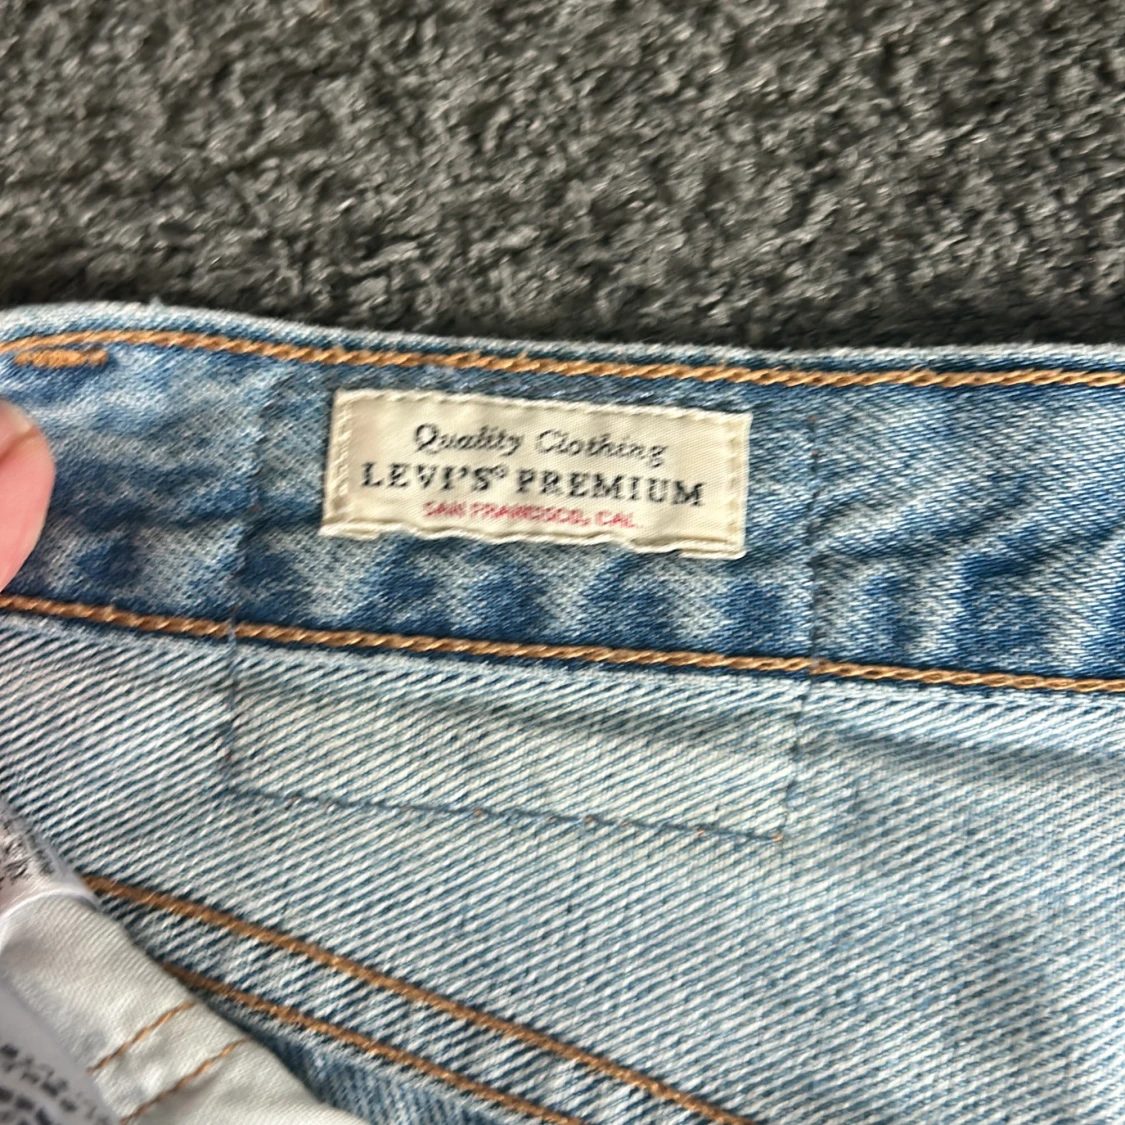 Quality Clothing
LEVI'S® PREMIUM
SAN FRANCISCO, CAL.